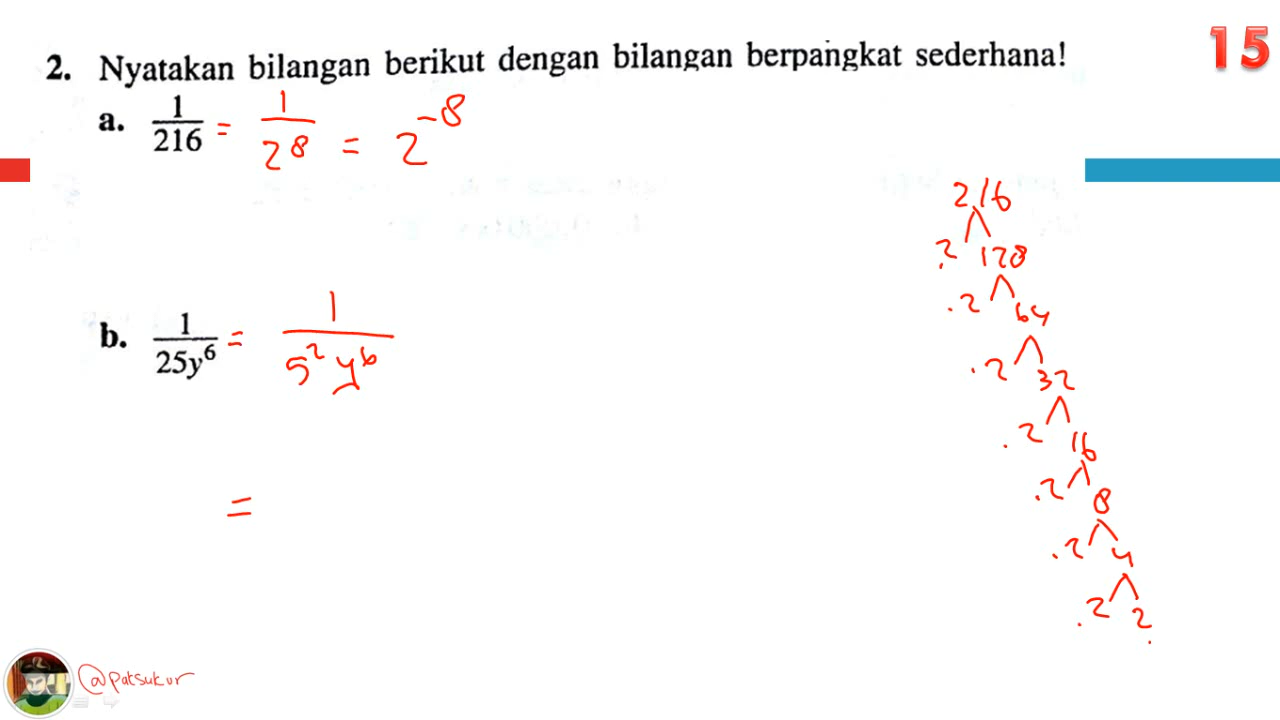 15
2. Nyatakan bilangan berikut dengan bilangan berpangkat sederhana!
a. 1/216 = 1/2^8 = 2^-8
b. 1/25y^6 = 1/5^2 y^6
=
216
.2 128
.2 64
.2 32
.2 16
.2 8
.2 4
.2 2.
@patsukur